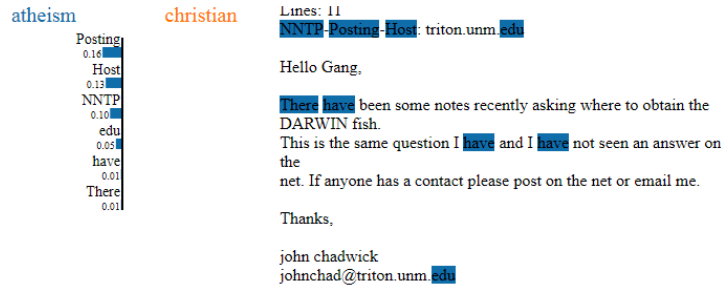 atheism christian
Posting
0.16
Host
0.13
NNTP
0.10
edu
0.05
have
0.01
There
0.01
Lines: 11
NNTP-Posting-Host: triton.unm.edu
Hello Gang,
There have been some notes recently asking where to obtain the
DARWIN fish.
This is the same question I have and I have not seen an answer on
the
net. If anyone has a contact please post on the net or email me.
Thanks,
john chadwick
johnchad@triton.unm.edu